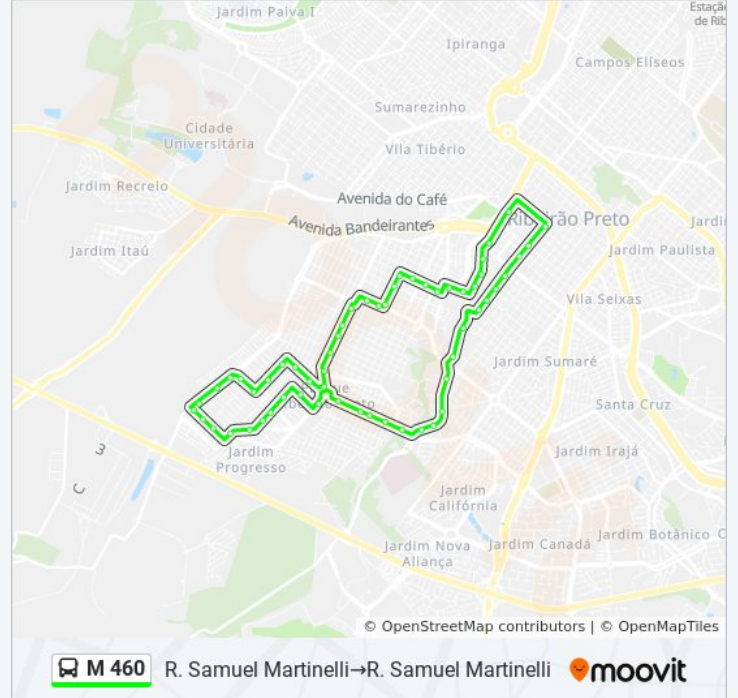 Jardim Paiva I
Estaçã
de Rib
Ipiranga
Campos Elíseos
Sumarezinho
Cidade
Universitária
Vila Tibério
Jardim Recreio
Avenida do Café
Avenida Bandeirantes
Ribeirão Preto
Jardi
Jardim Itaú
Jardim Paulista
Vila Seixas
Jardim Sumaré
Santa Cruz
Jardim
Progresso
Jardim Irajá
Jardim
Califórnia
Jardim Nova
Aliança
Jardim Canadá
Jardim Botânico C
© OpenStreetMap contributors | © OpenMapTiles
M 460 R. Samuel Martinelli→R. Samuel Martinelli moovit